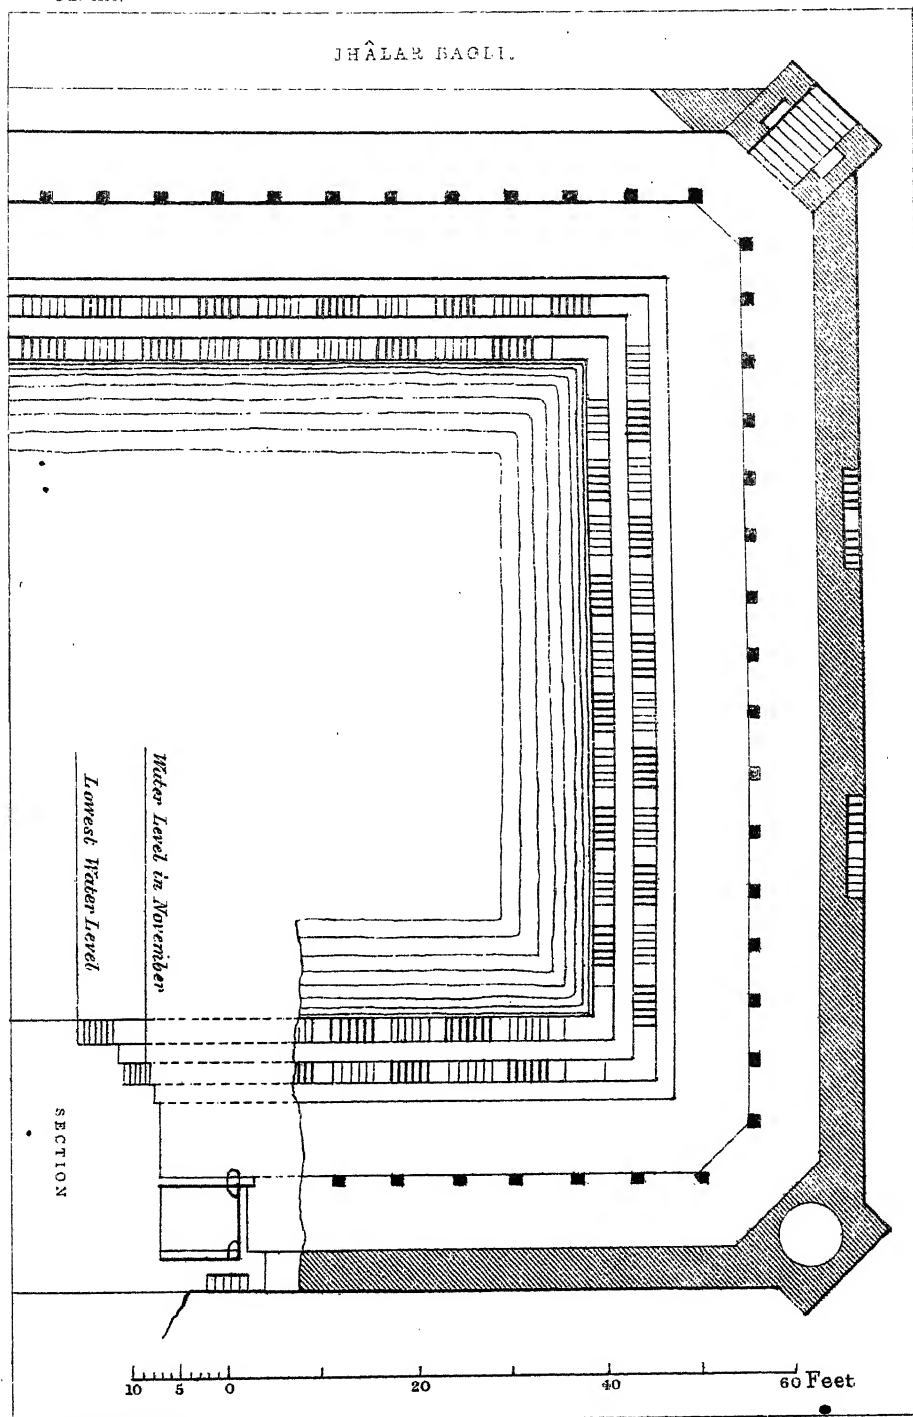 JHÂLAR BAOLI.
Water Level in November
Lowest Water Level
SECTION
10 5 0 20 40 60 Feet